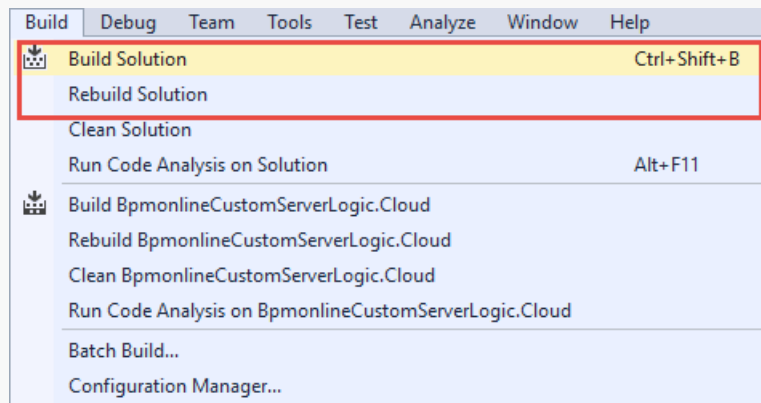 Build Debug Team Tools Test Analyze Window Help
Build Solution Ctrl+Shift+B
Rebuild Solution
Clean Solution
Run Code Analysis on Solution Alt+F11
Build BpmonlineCustomServerLogic.Cloud
Rebuild BpmonlineCustomServerLogic.Cloud
Clean BpmonlineCustomServerLogic.Cloud
Run Code Analysis on BpmonlineCustomServerLogic.Cloud
Batch Build...
Configuration Manager...